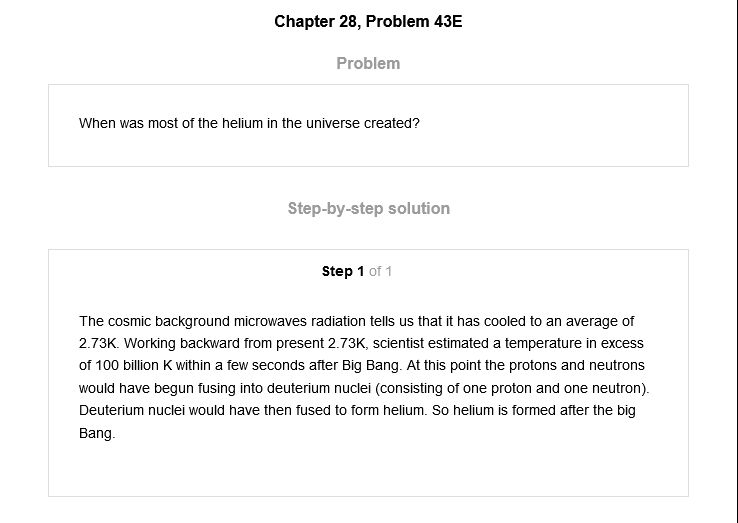 Chapter 28, Problem 43E
Problem
When was most of the helium in the universe created?
Step-by-step solution
Step 1 of 1
The cosmic background microwaves radiation tells us that it has cooled to an average of
2.73K. Working backward from present 2.73K, scientist estimated a temperature in excess
of 100 billion K within a few seconds after Big Bang. At this point the protons and neutrons
would have begun fusing into deuterium nuclei (consisting of one proton and one neutron).
Deuterium nuclei would have then fused to form helium. So helium is formed after the big
Bang.